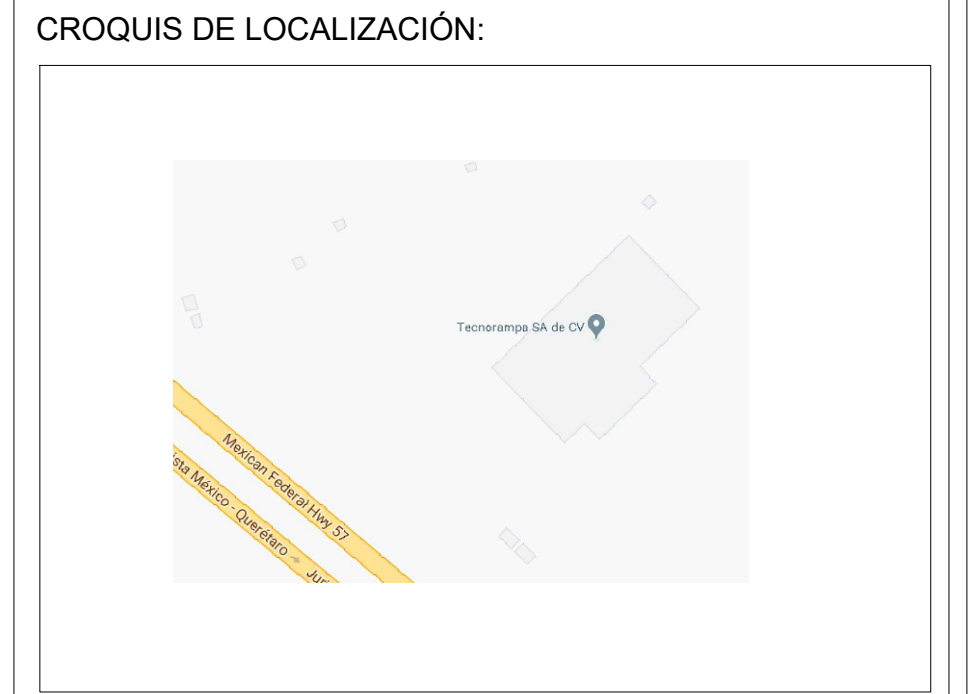 CROQUIS DE LOCALIZACIÓN:
Tecnorampa SA de CV
Mexican Federal Hwy 57
ista México - Querétaro